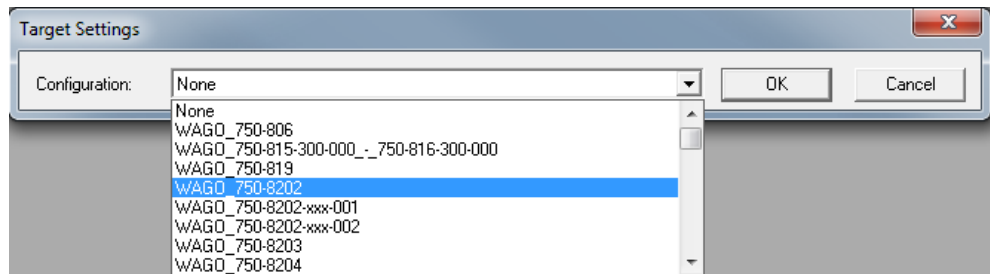 Target Settings
Configuration: None OK Cancel
None
WAGO_750-806
WAGO_750-815-300-000_-_750-816-300-000
WAGO_750-819
WAGO_750-8202
WAGO_750-8202-xxx-001
WAGO_750-8202-xxx-002
WAGO_750-8203
WAGO_750-8204